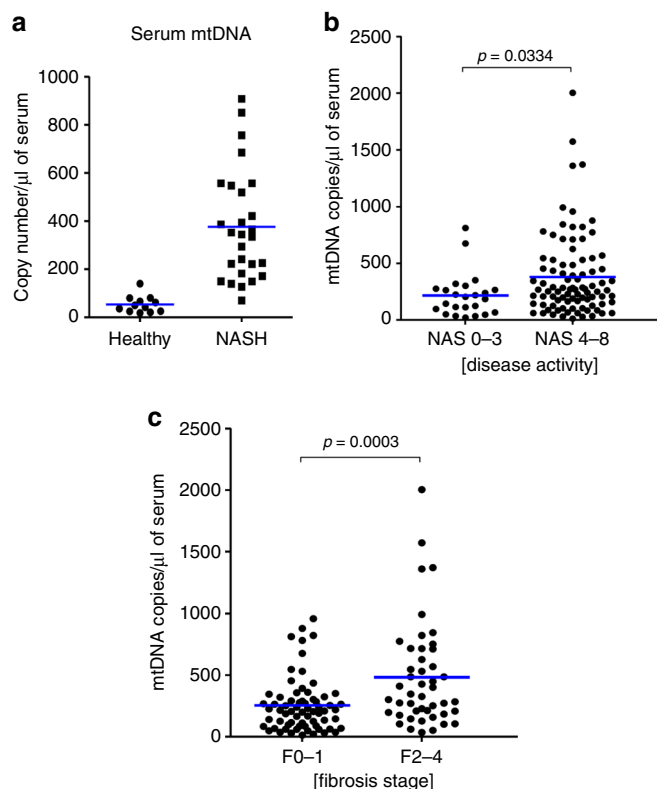 a
Serum mtDNA
Copy number/µl of serum
1000
800
600
400
200
0
Healthy NASH
b
mtDNA copies/µl of serum
2500
2000
1500
1000
500
0
p = 0.0334
NAS 0–3 NAS 4–8
[disease activity]
c
mtDNA copies/µl of serum
2500
2000
1500
1000
500
0
p = 0.0003
F0–1 F2–4
[fibrosis stage]